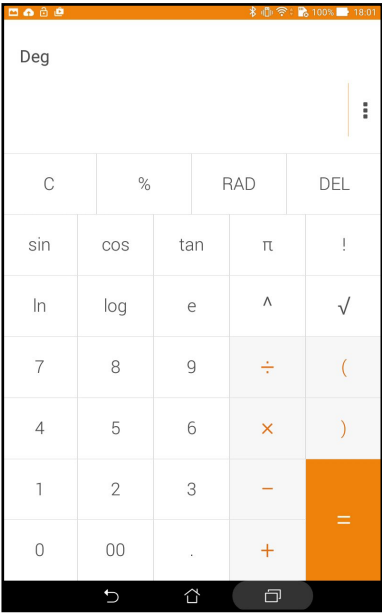 100% 18:01
Deg
C % RAD DEL
sin cos tan π !
ln log e ^ √
7 8 9 ÷ (
4 5 6 × )
1 2 3 −
=
0 00 . +